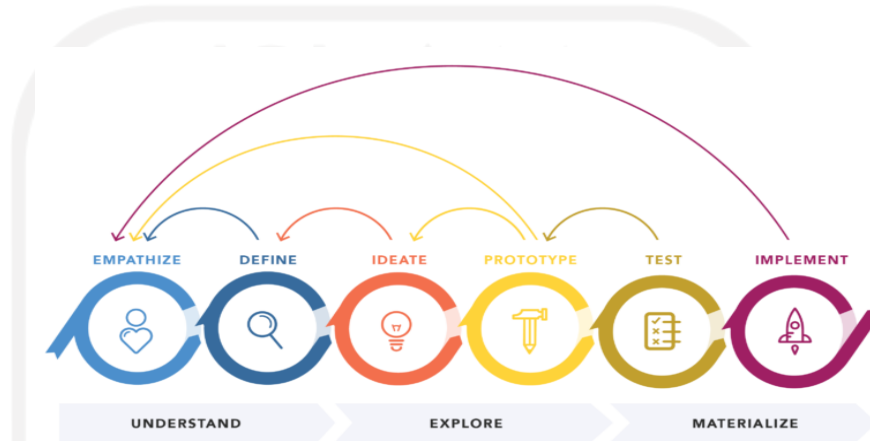 EMPATHIZE DEFINE IDEATE PROTOTYPE TEST IMPLEMENT
UNDERSTAND EXPLORE MATERIALIZE